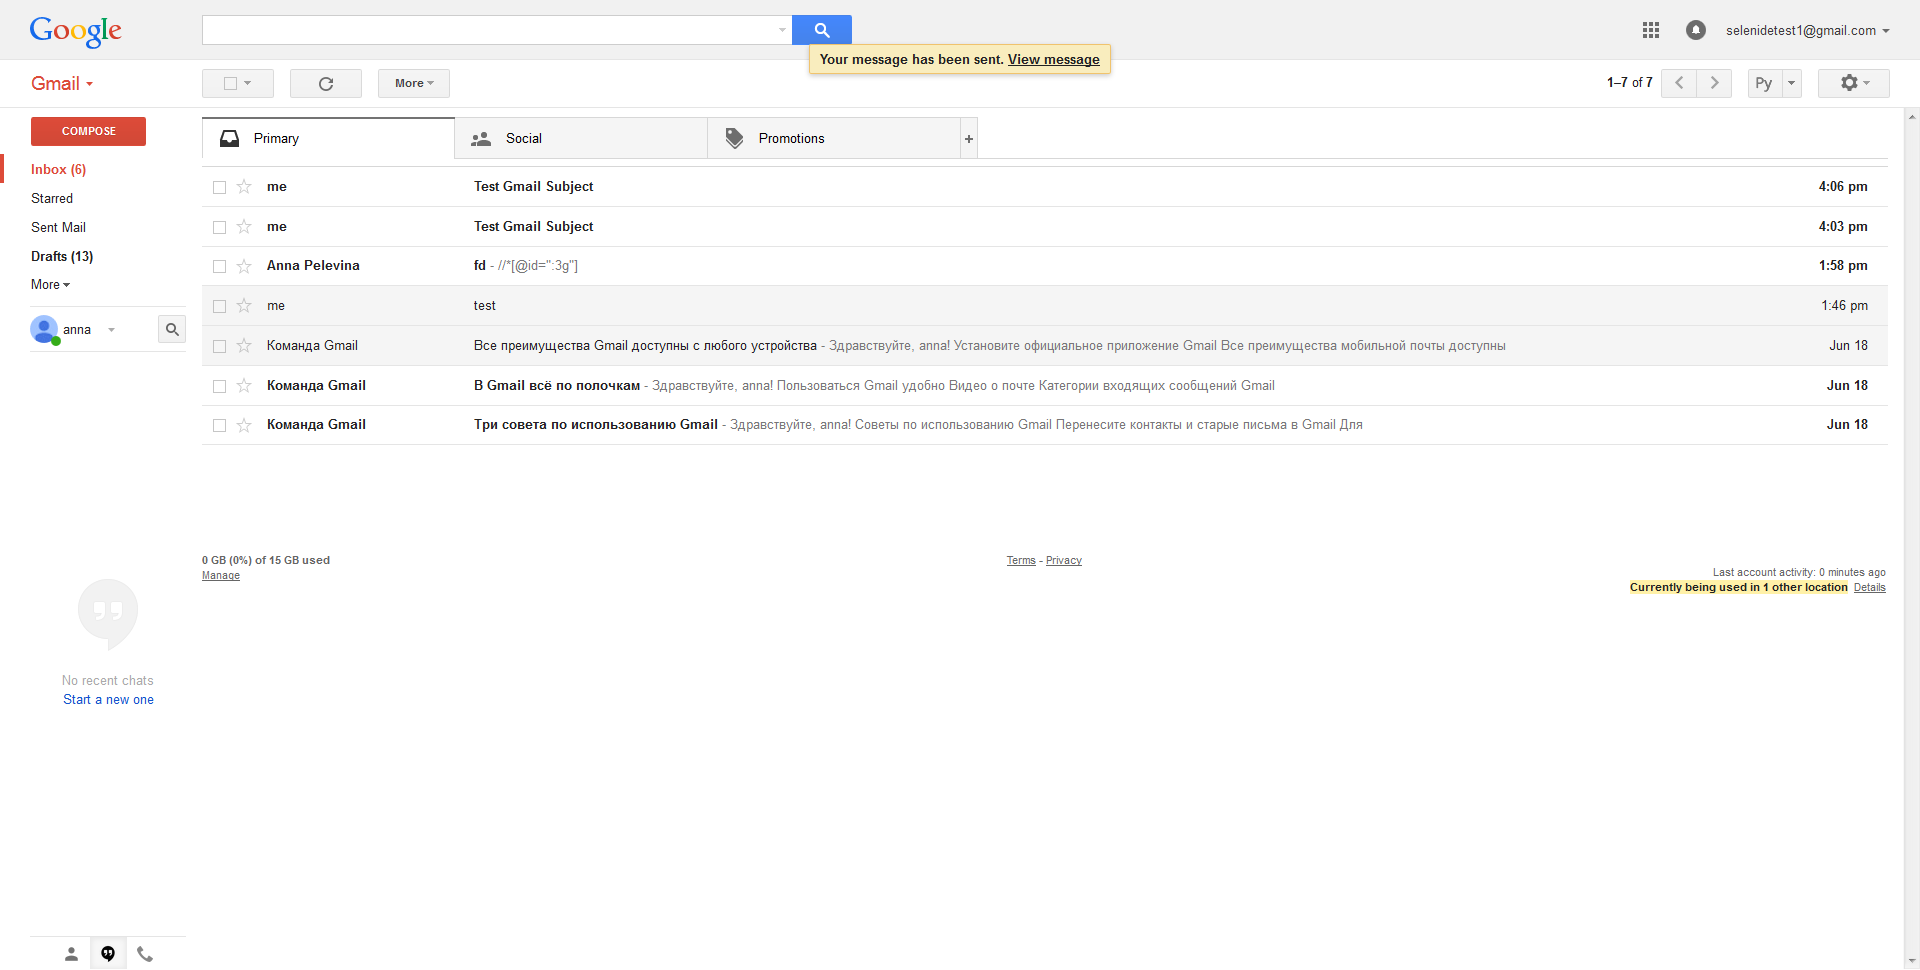 Google
Your message has been sent. View message
selenidetest1@gmail.com
Gmail
More
1–7 of 7
Ру
COMPOSE
Inbox (6)
Starred
Sent Mail
Drafts (13)
More
anna
Primary
Social
Promotions
+
me Test Gmail Subject 4:06 pm
me Test Gmail Subject 4:03 pm
Anna Pelevina fd - //*[@id=":3g"] 1:58 pm
me test 1:46 pm
Команда Gmail Все преимущества Gmail доступны с любого устройства - Здравствуйте, anna! Установите официальное приложение Gmail Все преимущества мобильной почты доступны Jun 18
Команда Gmail В Gmail всё по полочкам - Здравствуйте, anna! Пользоваться Gmail удобно Видео о почте Категории входящих сообщений Gmail Jun 18
Команда Gmail Три совета по использованию Gmail - Здравствуйте, anna! Советы по использованию Gmail Перенесите контакты и старые письма в Gmail Для Jun 18
0 GB (0%) of 15 GB used
Manage
Terms - Privacy
Last account activity: 0 minutes ago
Currently being used in 1 other location Details
No recent chats
Start a new one